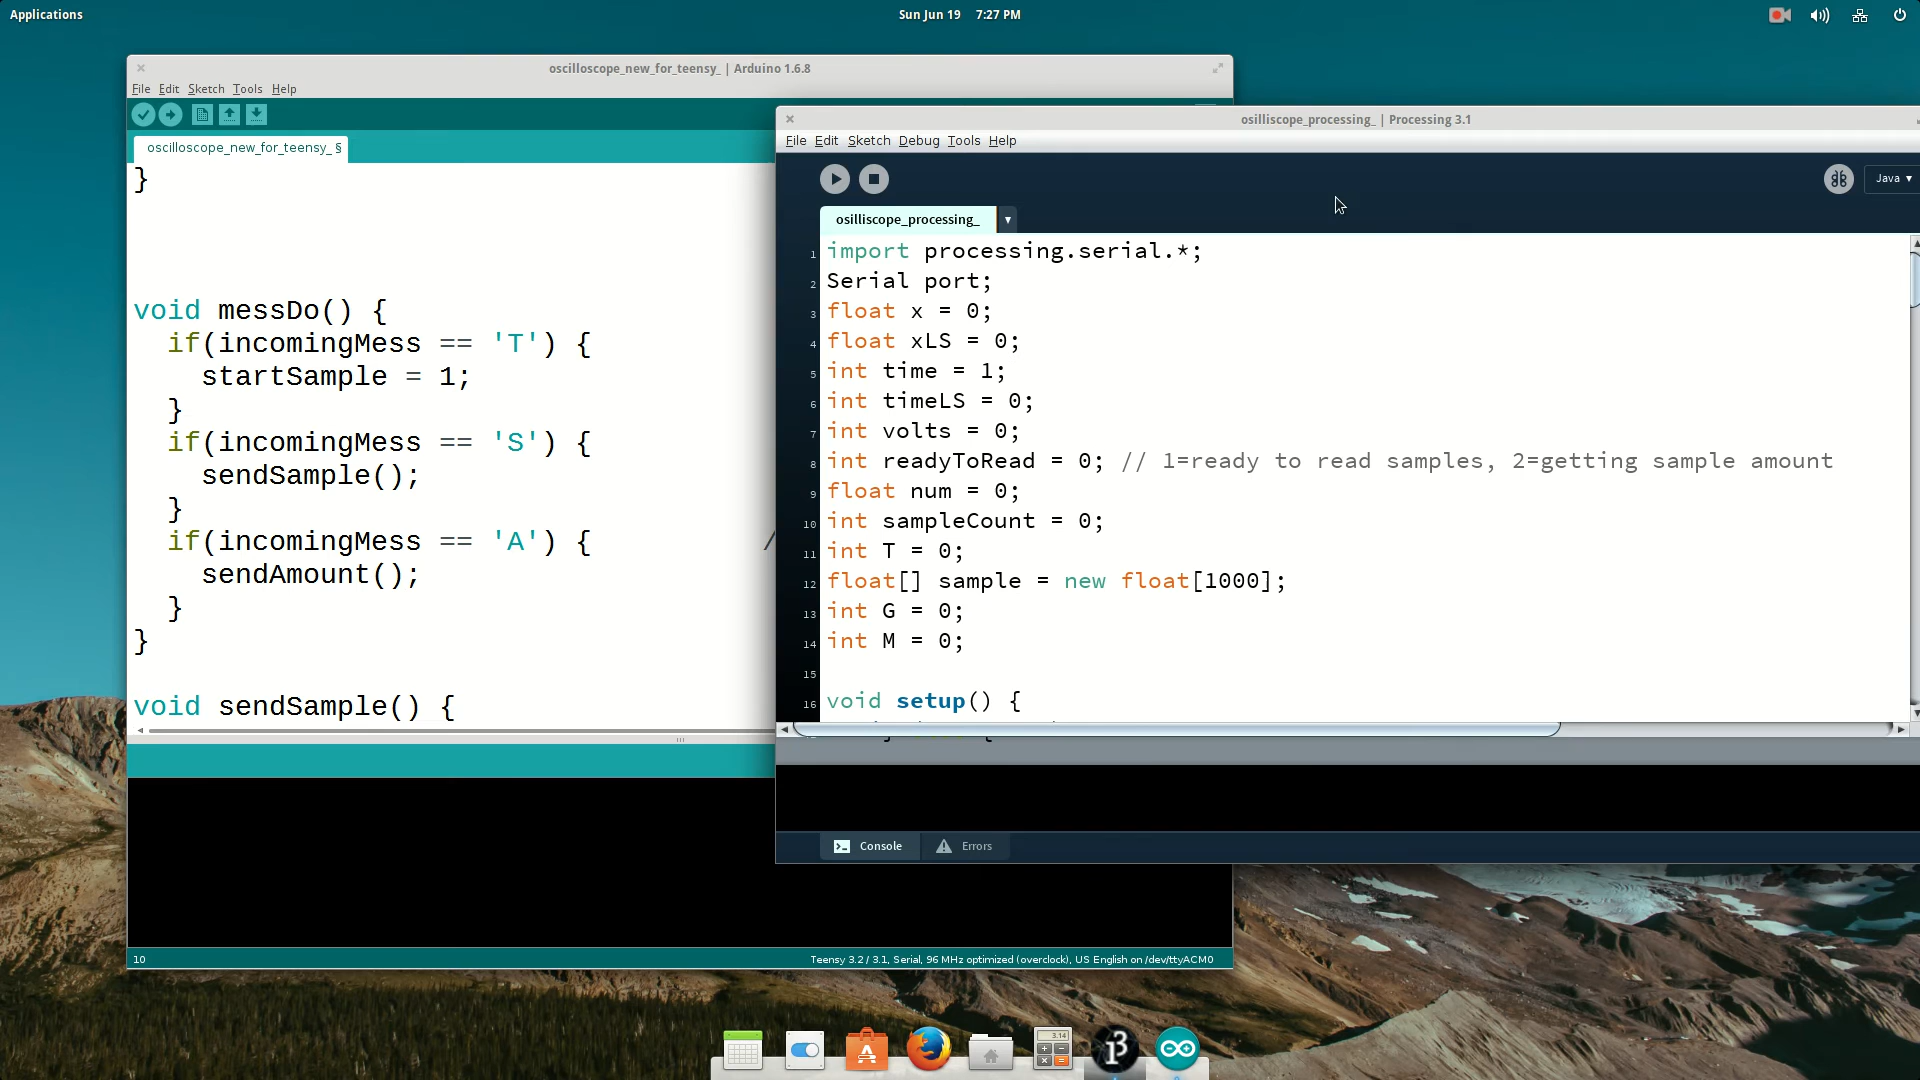 Applications
Sun Jun 19 7:27 PM
oscilloscope_new_for_teensy_ | Arduino 1.6.8
File Edit Sketch Tools Help
oscilloscope_new_for_teensy_ §
}
void messDo() {
if(incomingMess == 'T') {
startSample = 1;
}
if(incomingMess == 'S') {
sendSample();
}
if(incomingMess == 'A') { /
sendAmount();
}
}
void sendSample() {
10
Teensy 3.2 / 3.1, Serial, 96 MHz optimized (overclock), US English on /dev/ttyACM0
osilliscope_processing_ | Processing 3.1
File Edit Sketch Debug Tools Help
Java ▾
osilliscope_processing_ ▾
1 import processing.serial.*;
2 Serial port;
3 float x = 0;
4 float xLS = 0;
5 int time = 1;
6 int timeLS = 0;
7 int volts = 0;
8 int readyToRead = 0; // 1=ready to read samples, 2=getting sample amount
9 float num = 0;
10 int sampleCount = 0;
11 int T = 0;
12 float[] sample = new float[1000];
13 int G = 0;
14 int M = 0;
15
16 void setup() {
Console
Errors
3.14